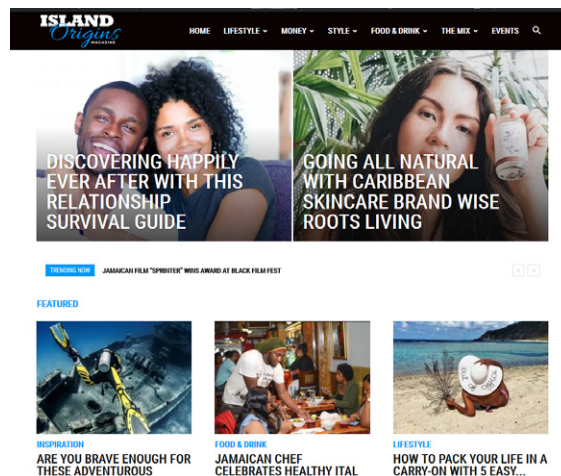 ISLAND
Origins
MAGAZINE
HOME LIFESTYLE MONEY STYLE FOOD & DRINK THE MIX EVENTS
DISCOVERING HAPPILY
EVER AFTER WITH THIS
RELATIONSHIP
SURVIVAL GUIDE
GOING ALL NATURAL
WITH CARIBBEAN
SKINCARE BRAND WISE
ROOTS LIVING
TRENDING NOW JAMAICAN FILM "SPRINTER" WINS AWARD AT BLACK FILM FEST
FEATURED
INSPIRATION
ARE YOU BRAVE ENOUGH FOR
THESE ADVENTUROUS
FOOD & DRINK
JAMAICAN CHEF
CELEBRATES HEALTHY ITAL
LIFESTYLE
HOW TO PACK YOUR LIFE IN A
CARRY-ON WITH 5 EASY...